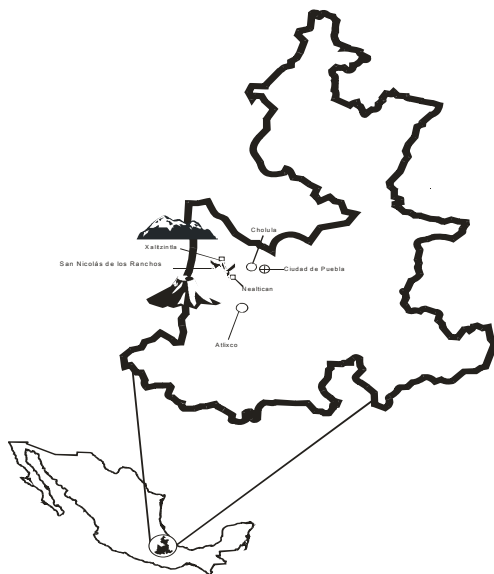 Cholula
Xalitzintla
San Nicolás de los Ranchos
Ciudad de Puebla
Nealtican
Atlixco